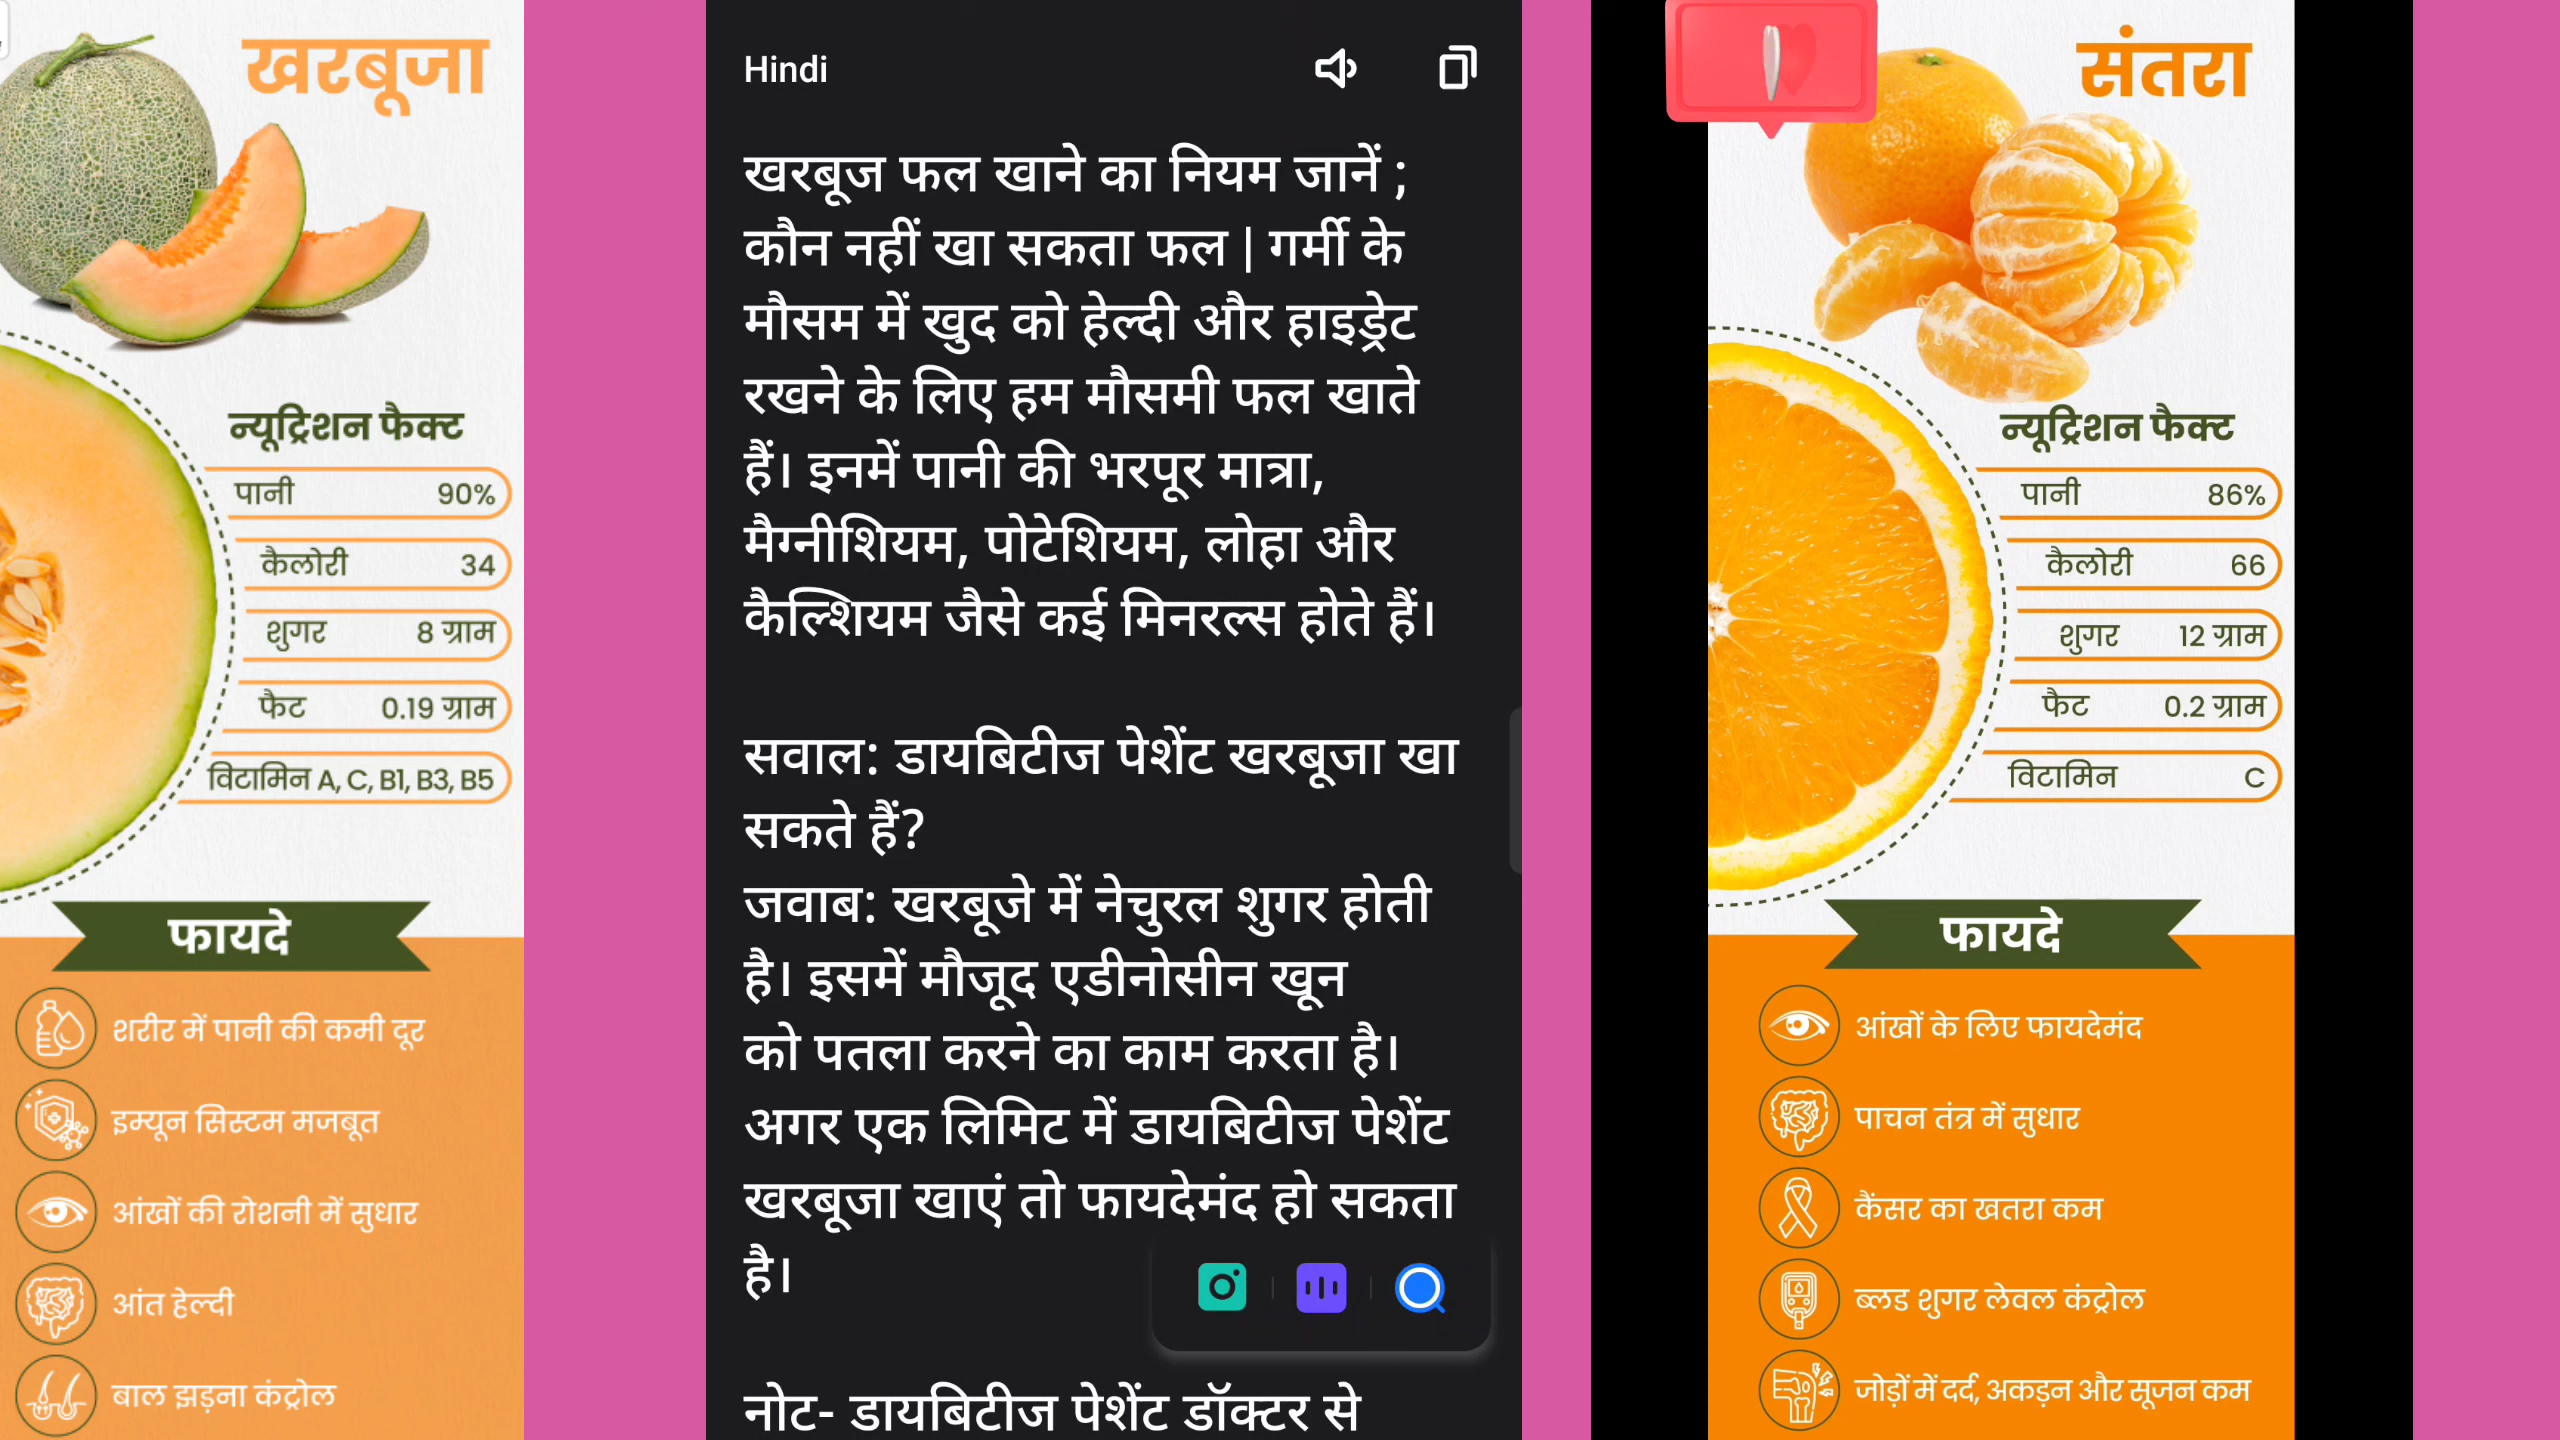 खरबूजा
न्यूट्रिशन फैक्ट
पानी 90%
कैलोरी 34
शुगर 8 ग्राम
फैट 0.19 ग्राम
विटामिन A, C, B1, B3, B5
फायदे
शरीर में पानी की कमी दूर
इम्यून सिस्टम मजबूत
आंखों की रोशनी में सुधार
आंत हेल्दी
बाल झड़ना कंट्रोल
Hindi
खरबूज फल खाने का नियम जानें ;
कौन नहीं खा सकता फल | गर्मी के
मौसम में खुद को हेल्दी और हाइड्रेट
रखने के लिए हम मौसमी फल खाते
हैं। इनमें पानी की भरपूर मात्रा,
मैग्नीशियम, पोटेशियम, लोहा और
कैल्शियम जैसे कई मिनरल्स होते हैं।
सवाल: डायबिटीज पेशेंट खरबूजा खा
सकते हैं?
जवाब: खरबूजे में नेचुरल शुगर होती
है। इसमें मौजूद एडीनोसीन खून
को पतला करने का काम करता है।
अगर एक लिमिट में डायबिटीज पेशेंट
खरबूजा खाएं तो फायदेमंद हो सकता
है।
नोट- डायबिटीज पेशेंट डॉक्टर से
संतरा
न्यूट्रिशन फैक्ट
पानी 86%
कैलोरी 66
शुगर 12 ग्राम
फैट 0.2 ग्राम
विटामिन C
फायदे
आंखों के लिए फायदेमंद
पाचन तंत्र में सुधार
कैंसर का खतरा कम
ब्लड शुगर लेवल कंट्रोल
जोड़ों में दर्द, अकड़न और सूजन कम